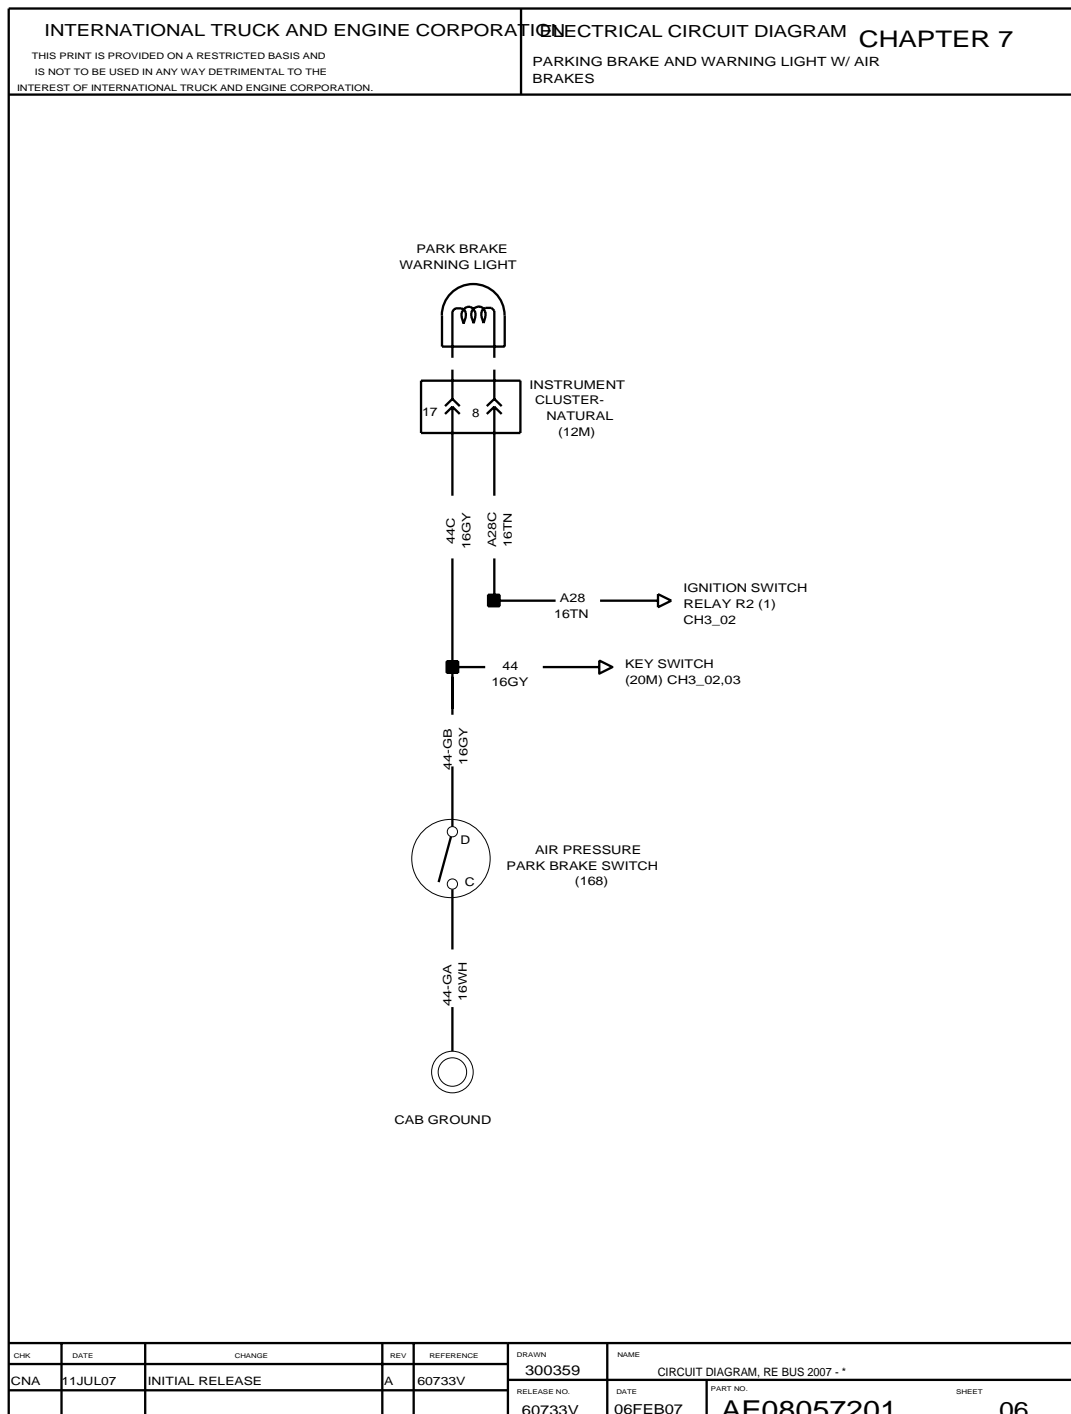 INTERNATIONAL TRUCK AND ENGINE CORPORATION
THIS PRINT IS PROVIDED ON A RESTRICTED BASIS AND
IS NOT TO BE USED IN ANY WAY DETRIMENTAL TO THE
INTEREST OF INTERNATIONAL TRUCK AND ENGINE CORPORATION.
ELECTRICAL CIRCUIT DIAGRAM
CHAPTER 7
PARKING BRAKE AND WARNING LIGHT W/ AIR
BRAKES
PARK BRAKE
WARNING LIGHT
17
8
INSTRUMENT
CLUSTER-
NATURAL
(12M)
44C
16GY
A28C
16TN
A28
16TN
IGNITION SWITCH
RELAY R2 (1)
CH3_02
44
16GY
KEY SWITCH
(20M) CH3_02,03
44-GB
16GY
D
C
AIR PRESSURE
PARK BRAKE SWITCH
(168)
44-GA
16WH
CAB GROUND
CHK DATE CHANGE REV REFERENCE
CNA 11JUL07 INITIAL RELEASE A 60733V
DRAWN
300359
NAME
CIRCUIT DIAGRAM, RE BUS 2007 - *
RELEASE NO.
60733V
DATE
06FEB07
PART NO.
AE08057201
SHEET
06